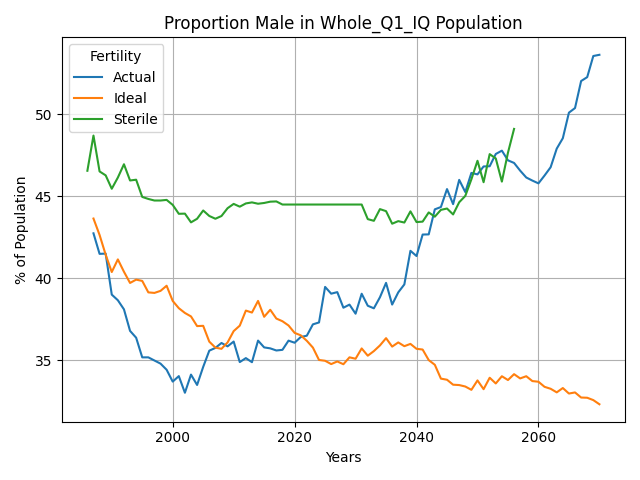 Proportion Male in Whole_Q1_IQ Population
Fertility
Actual
Ideal
Sterile
% of Population
50
45
40
35
2000
2020
2040
2060
Years